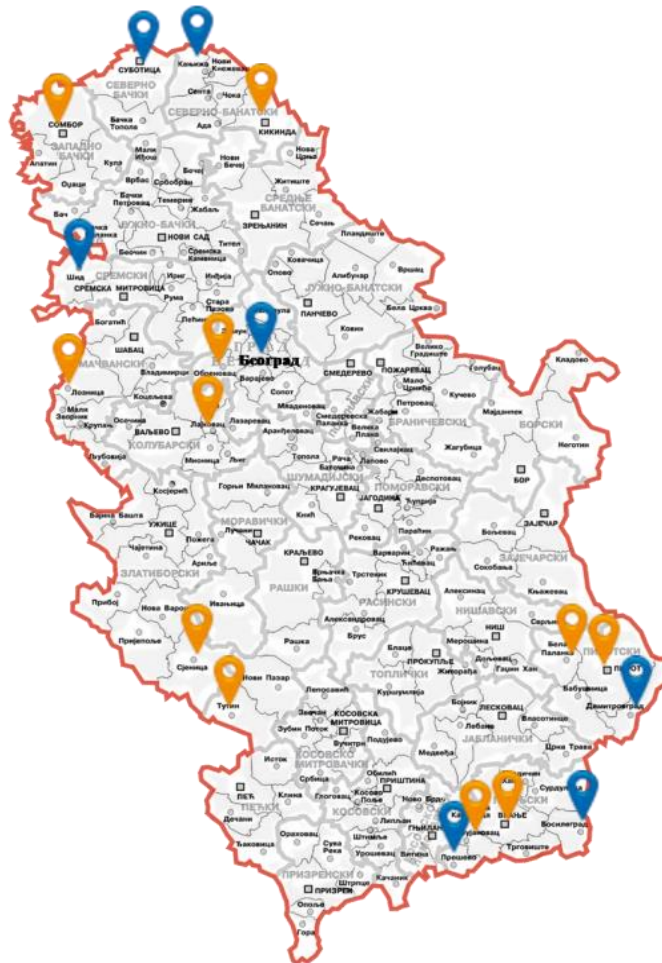 СУБОТИЦА
Кањижа
Нови
Кнежевац
СЕВЕРНО
БАЧКИ
Сента
Чока
СЕВЕРНО-БАНАТСКИ
СОМБОР
Бачка
Топола
Ада
КИКИНДА
ЗАПАДНО
БАЧКИ
Мали
Иђош
Нова
Црња
Апатин
Кула
Нови
Бечеј
Бечеј
Оџаци
Врбас
Србобран
Житиште
СРЕДЊЕ
БАНАТСКИ
Бач
Бачки
Петровац
Темерин
Жабаљ
ЗРЕЊАНИН
Сечањ
ЈУЖНО-БАЧКИ
Пландиште
НОВИ САД
Тител
Беочин
Сремска
Каменица
Ковачица
Вршац
Шид
СРЕМСКИ
Ириг
Инђија
Опово
Алибунар
СРЕМСКА МИТРОВИЦА
Рума
ЈУЖНО-БАНАТСКИ
Стара
Пазова
Бела Црква
Богатић
ПАНЧЕВО
Ковин
ШАБАЦ
ГРАД
Београд
Велико
Градиште
МАЧВАНСКИ
Владимирци
Обреновац
Барајево
СМЕДЕРЕВО
ПОЖАРЕВАЦ
Голубац
Кладово
Лозница
Коцељева
Сопот
Мало
Црниће
Кучево
Мали
Зворник
Младеновац
Петровац
Мајданпек
Крупањ
Осечина
Лајковац
Лазаревац
Смедеревска
Паланка
Жабари
БРАНИЧЕВСКИ
БОРСКИ
ВАЉЕВО
Аранђеловац
Велика
Плана
Неготин
КОЛУБАРСКИ
Љубовија
Мионица
Љиг
Топола
Рача
Свилајнац
Жагубица
Баточина
Лапово
ШУМАДИЈСКИ
Косјерић
Горњи Милановац
КРАГУЈЕВАЦ
ПОМОРАВСКИ
Деспотовац
БОР
ЈАГОДИНА
Ћуприја
Бајина Башта
МОРАВИЧКИ
Кнић
ЗАЈЕЧАР
УЖИЦЕ
Лучани
ЧАЧАК
Рековац
Параћин
Бољевац
Чајетина
Пожега
КРАЉЕВО
Варварин
Ражањ
ЗАЈЕЧАРСКИ
Ариље
Врњачка
Бања
Трстеник
Ћићевац
Сокобања
ЗЛАТИБОРСКИ
РАШКИ
КРУШЕВАЦ
РАСИНСКИ
Алексинац
Књажевац
Прибој
Ивањица
НИШАВСКИ
Александровац
Пријепоље
Рашка
Брус
НИШ
Блаце
Мерошина
Бела
Паланка
Сјеница
ПРОКУПЉЕ
Дољевац
Житорађа
Гаџин Хан
Нови Пазар
ТОПЛИЧКИ
Бабушница
Лепосавић
Куршумлија
Димитровград
Тутин
Бојник
ЛЕСКОВАЦ
Звечан
КОСОВСКА
МИТРОВИЦА
Лебане
Власотинце
Зубин Поток
Подујево
ЈАБЛАНИЧКИ
Вучитрн
Медвеђа
Црна Трава
Исток
КОСОВСКО
МИТРОВАЧКИ
Обилић
Србица
ПРИШТИНА
Сурдулица
ПЕЋ
Клина
Глоговац
Косово
Поље
ПЕЋКИ
КОСОВСКИ
Липљан
ГЊИЛАНЕ
ВРАЊЕ
Босилеград
Дечани
Ораховац
Штимље
Ђаковица
Сува
Река
Урошевац
Витина
Прешево
Трговиште
ПРИЗРЕНСКИ
Качаник
ПРИЗРЕН
Штрпце
Опоље
Гора